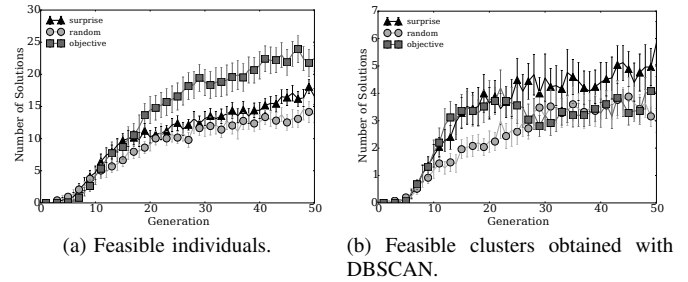 30
25
20
15
10
5
0
0
10
20
30
40
50
Number of Solutions
Generation
surprise
random
objective
7
6
5
4
3
2
1
0
0
10
20
30
40
50
Number of Solutions
Generation
surprise
random
objective
(a) Feasible individuals.
(b) Feasible clusters obtained with
DBSCAN.